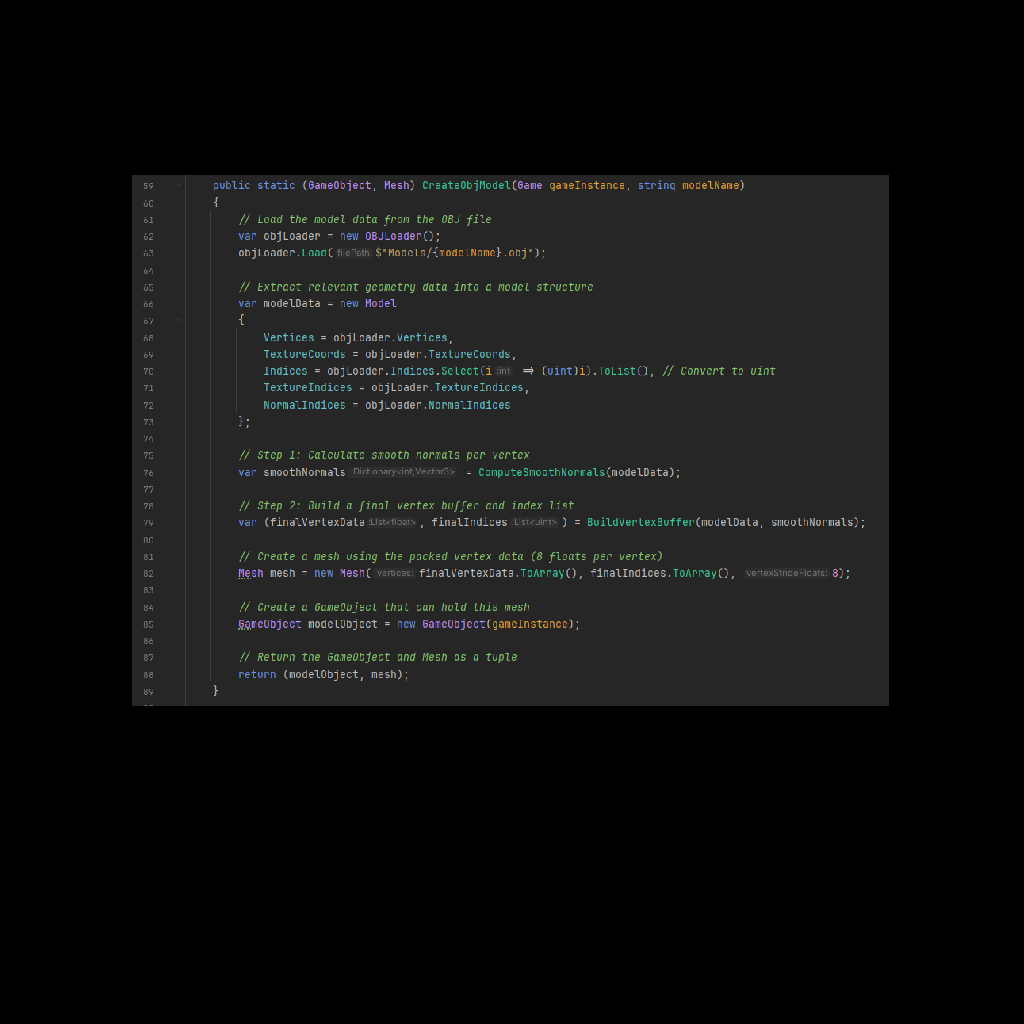 59 public static (GameObject, Mesh) CreateObjModel(Game gameInstance, string modelName)
60 {
61 // Load the model data from the OBJ file
62 var objLoader = new OBJLoader();
63 objLoader.Load( filePath: $"Models/{modelName}.obj");
64
65 // Extract relevant geometry data into a model structure
66 var modelData = new Model
67 {
68 Vertices = objLoader.Vertices,
69 TextureCoords = objLoader.TextureCoords,
70 Indices = objLoader.Indices.Select(i :int => (uint)i).ToList(), // Convert to uint
71 TextureIndices = objLoader.TextureIndices,
72 NormalIndices = objLoader.NormalIndices
73 };
74
75 // Step 1: Calculate smooth normals per vertex
76 var smoothNormals :Dictionary<int,Vector3> = ComputeSmoothNormals(modelData);
77
78 // Step 2: Build a final vertex buffer and index list
79 var (finalVertexData :List<float> , finalIndices :List<uint> ) = BuildVertexBuffer(modelData, smoothNormals);
80
81 // Create a mesh using the packed vertex data (8 floats per vertex)
82 Mesh mesh = new Mesh( vertices: finalVertexData.ToArray(), finalIndices.ToArray(), vertexStrideFloats: 8);
83
84 // Create a GameObject that can hold this mesh
85 GameObject modelObject = new GameObject(gameInstance);
86
87 // Return the GameObject and Mesh as a tuple
88 return (modelObject, mesh);
89 }